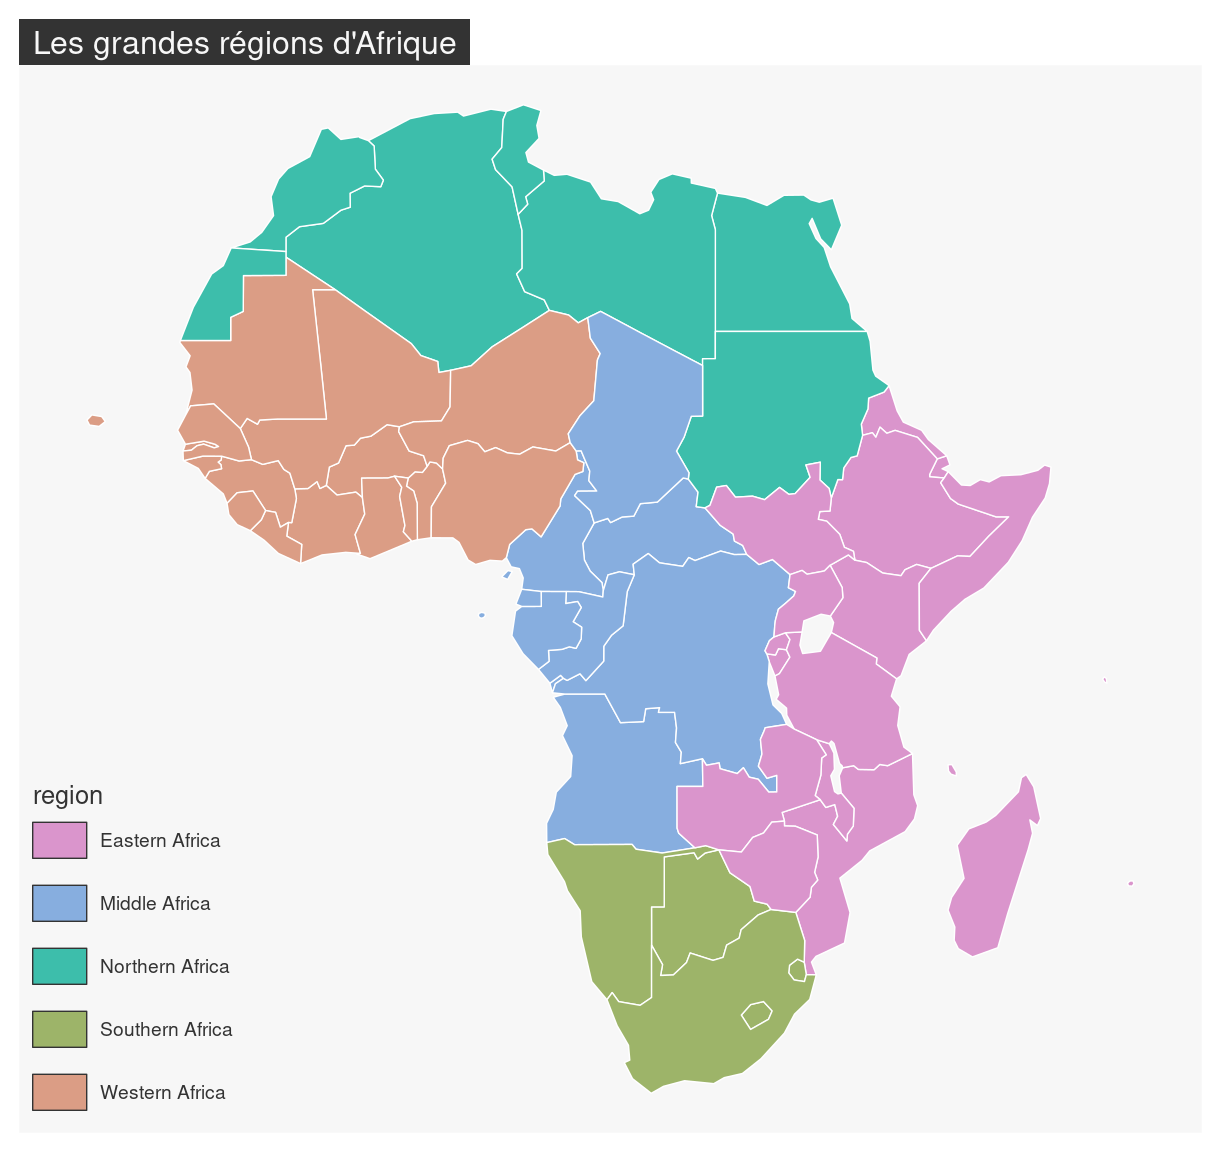 Les grandes régions d'Afrique
region
Eastern Africa
Middle Africa
Northern Africa
Southern Africa
Western Africa